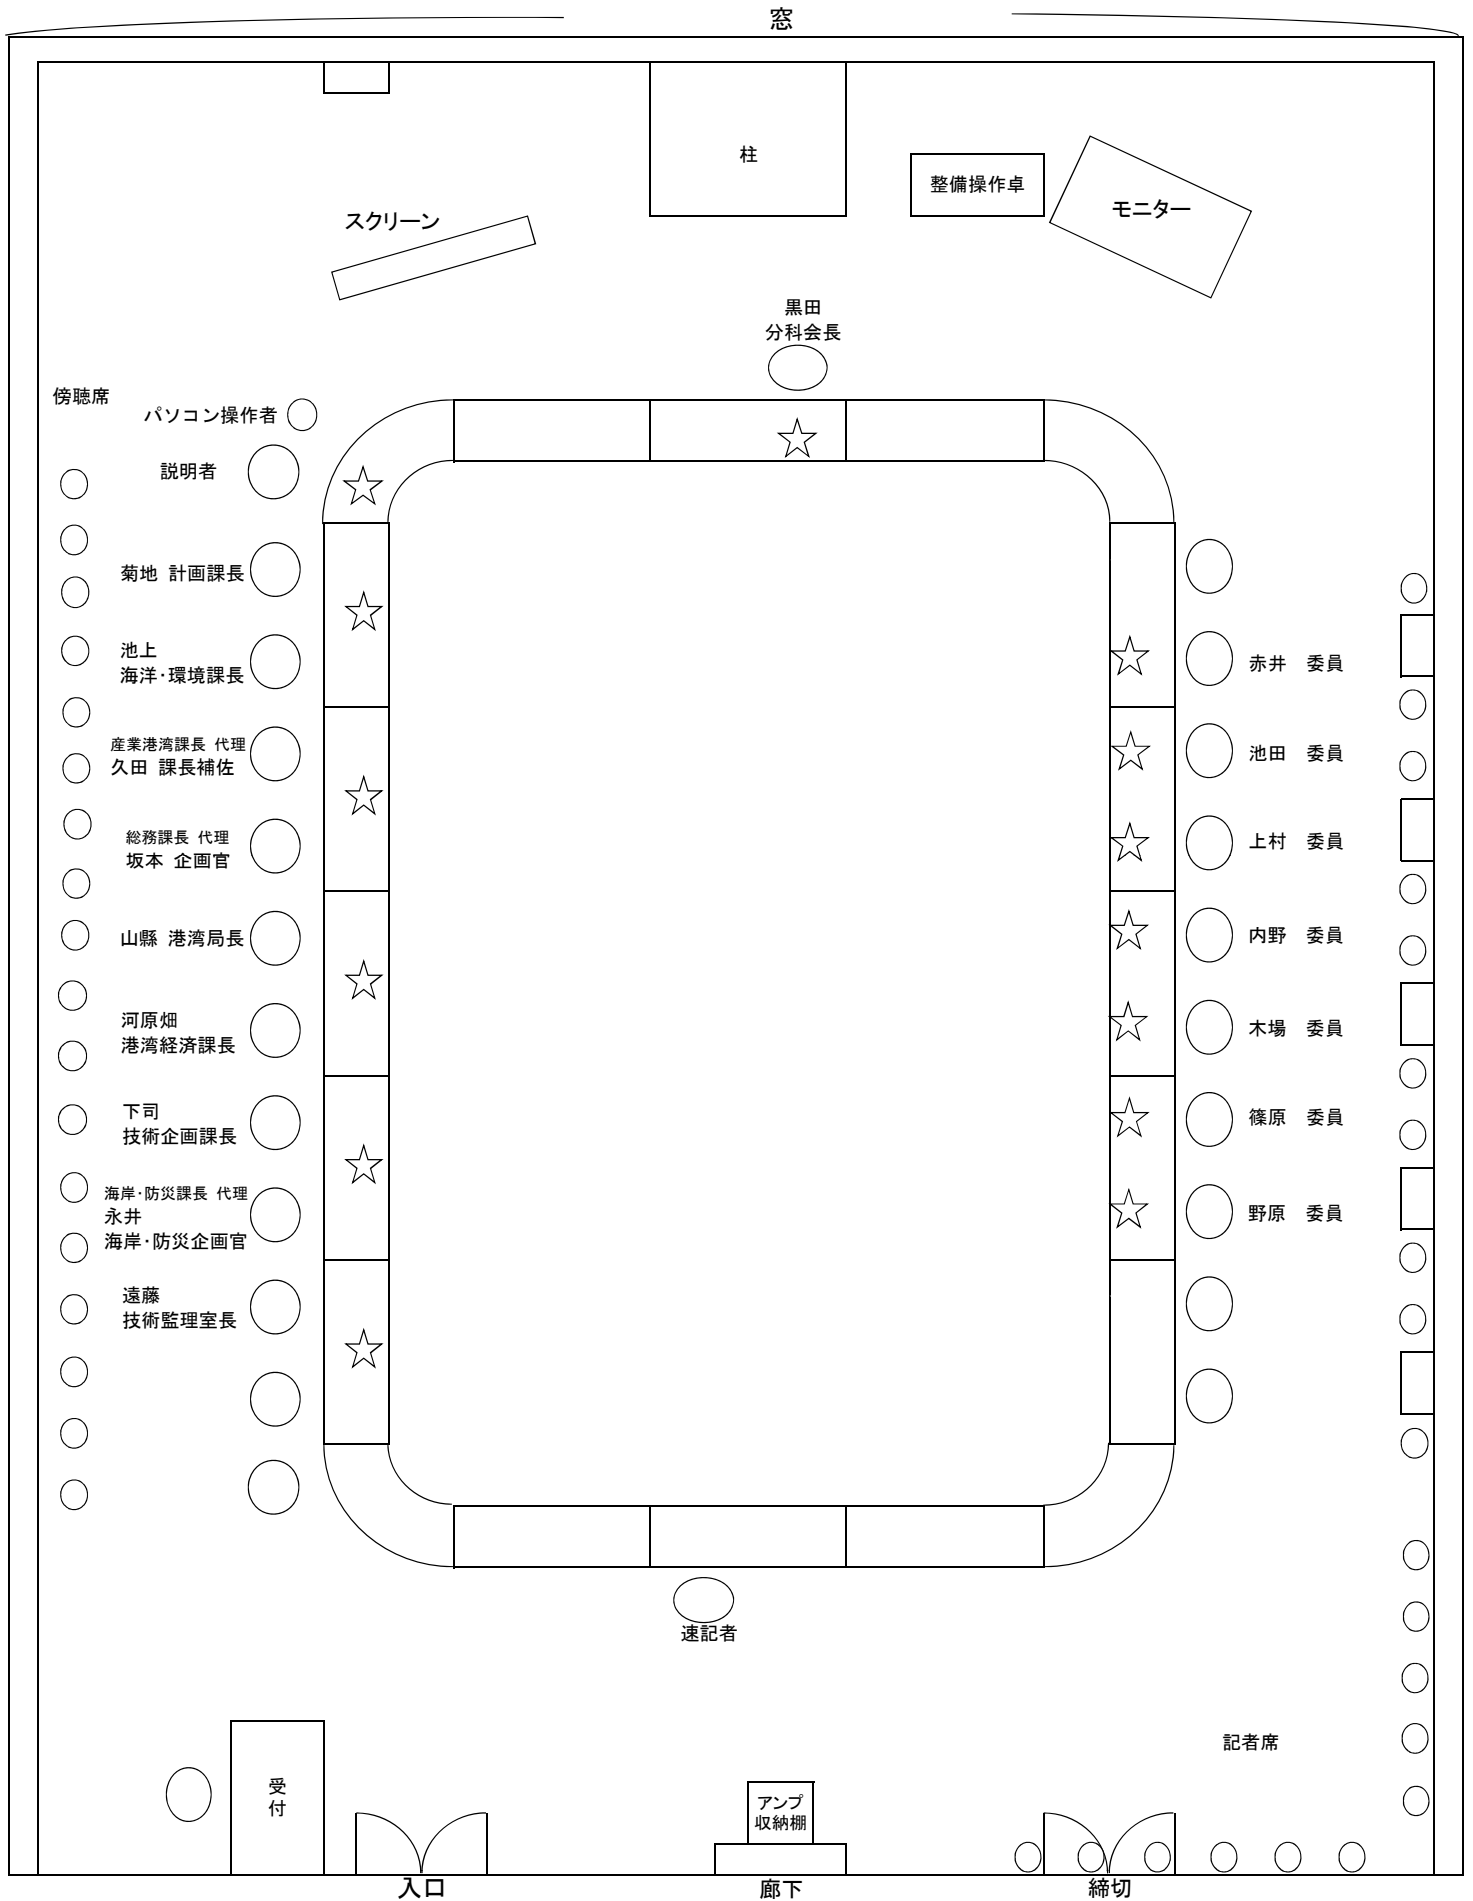 窓
柱
整備操作卓
モニター
スクリーン
黒田
分科会長
傍聴席
パソコン操作者
説明者
菊地 計画課長
池上
海洋・環境課長
産業港湾課長 代理
久田 課長補佐
総務課長 代理
坂本 企画官
山縣 港湾局長
河原畑
港湾経済課長
下司
技術企画課長
海岸・防災課長 代理
永井
海岸・防災企画官
遠藤
技術監理室長
赤井　委員
池田　委員
上村　委員
内野　委員
木場　委員
篠原　委員
野原　委員
速記者
記者席
受
付
アンプ
収納棚
入口
廊下
締切